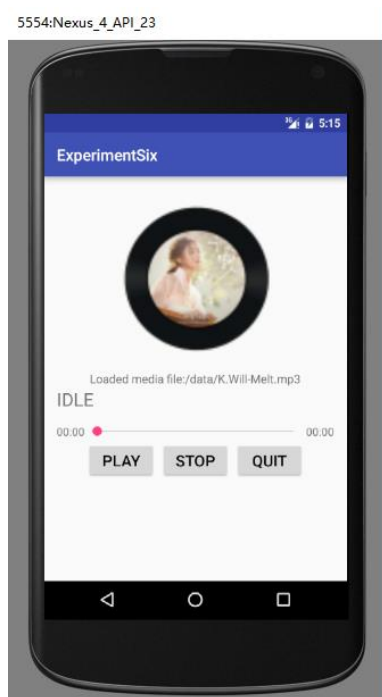 5554:Nexus_4_API_23
3G 5:15
ExperimentSix
Loaded media file:/data/K.Will-Melt.mp3
IDLE
00:00 00:00
PLAY STOP QUIT